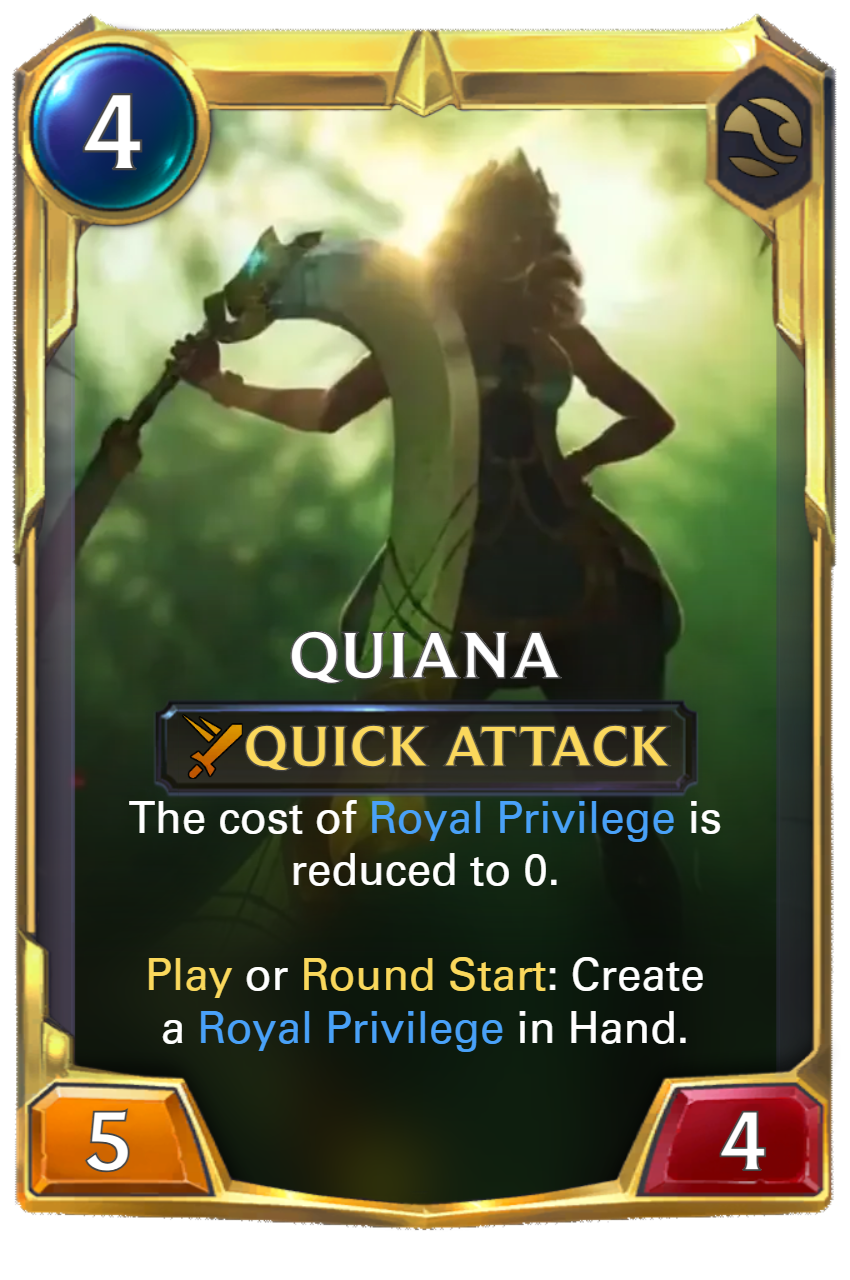 4
QUIANA
QUICK ATTACK
The cost of Royal Privilege is
reduced to 0.
Play or Round Start: Create
a Royal Privilege in Hand.
5
4